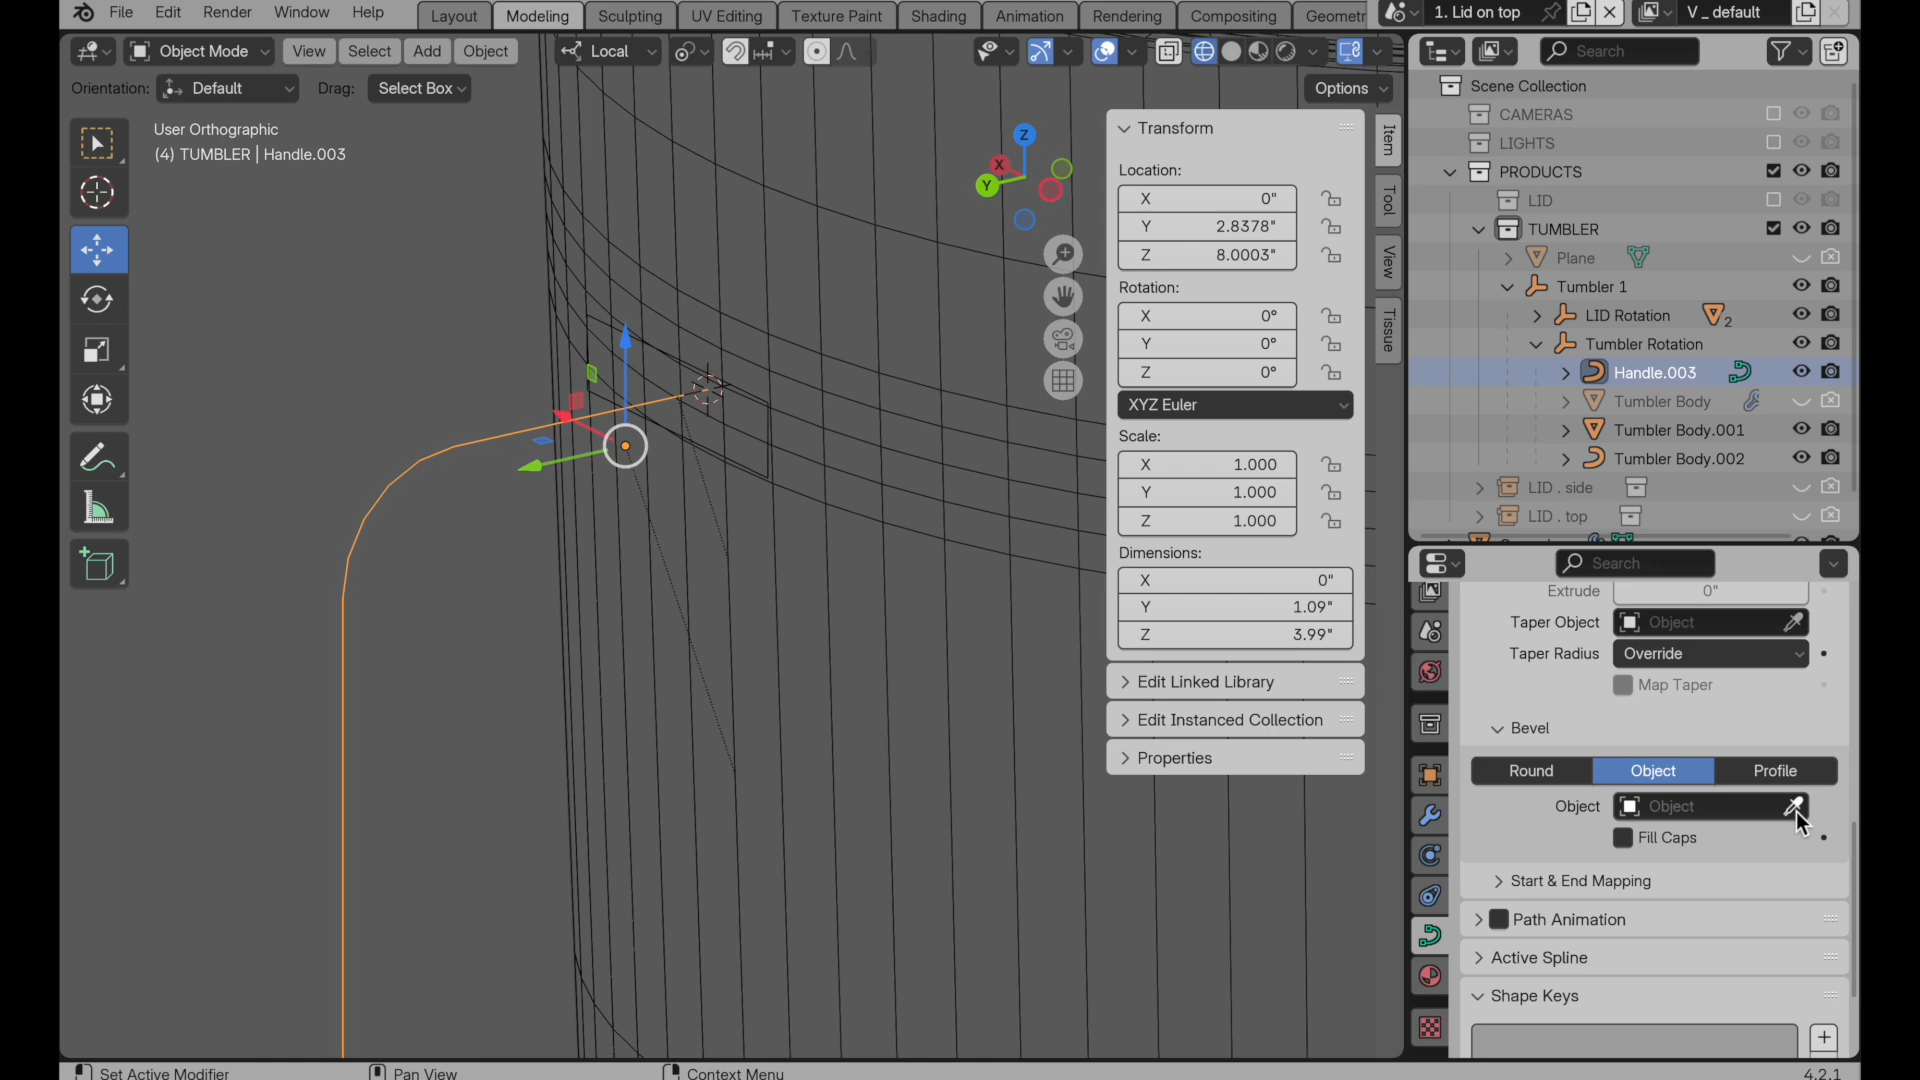 File Edit Render Window Help
Layout Modeling Sculpting UV Editing Texture Paint Shading Animation Rendering Compositing Geometr
1. Lid on top
V _ default
Object Mode View Select Add Object
Local
Orientation: Default Drag: Select Box
Options
User Orthographic
(4) TUMBLER | Handle.003
Z
X
Y
Transform
Location:
X 0"
Y 2.8378"
Z 8.0003"
Rotation:
X 0°
Y 0°
Z 0°
XYZ Euler
Scale:
X 1.000
Y 1.000
Z 1.000
Dimensions:
X 0"
Y 1.09"
Z 3.99"
Edit Linked Library
Edit Instanced Collection
Properties
Item
Tool
View
Tissue
Search
Scene Collection
CAMERAS
LIGHTS
PRODUCTS
LID
TUMBLER
Plane
Tumbler 1
LID Rotation 2
Tumbler Rotation
Handle.003
Tumbler Body
Tumbler Body.001
Tumbler Body.002
LID . side
LID . top
Search
Extrude 0"
Taper Object Object
Taper Radius Override
Map Taper
Bevel
Round Object Profile
Object Object
Fill Caps
Start & End Mapping
Path Animation
Active Spline
Shape Keys
Set Active Modifier Pan View Context Menu 4.2.1